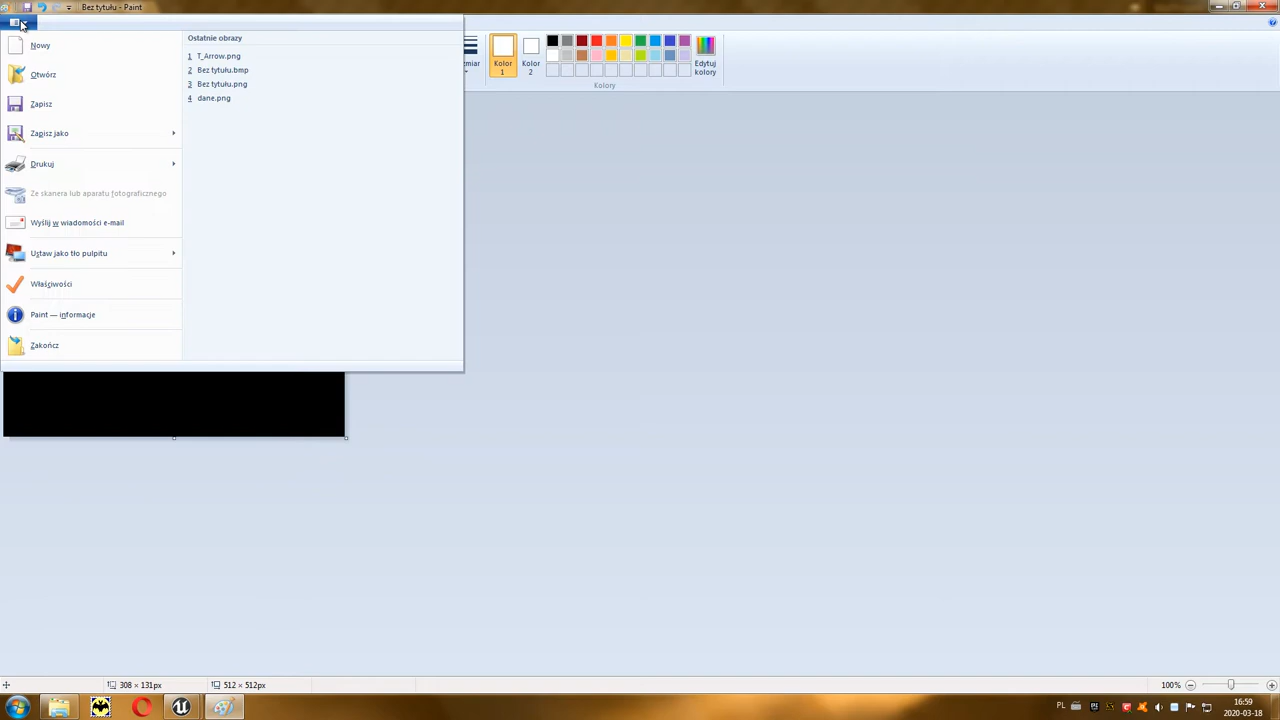 Bez tytułu - Paint
Nowy
Otwórz
Zapisz
Zapisz jako
Drukuj
Ze skanera lub aparatu fotograficznego
Wyślij w wiadomości e-mail
Ustaw jako tło pulpitu
Właściwości
Paint — informacje
Zakończ
Ostatnie obrazy
1 T_Arrow.png
2 Bez tytułu.bmp
3 Bez tytułu.png
4 dane.png
zmiar
Kolor
1
Kolor
2
Edytuj
kolory
Kolory
308 × 131px
512 × 512px
100%
PL
16:59
2020-03-18